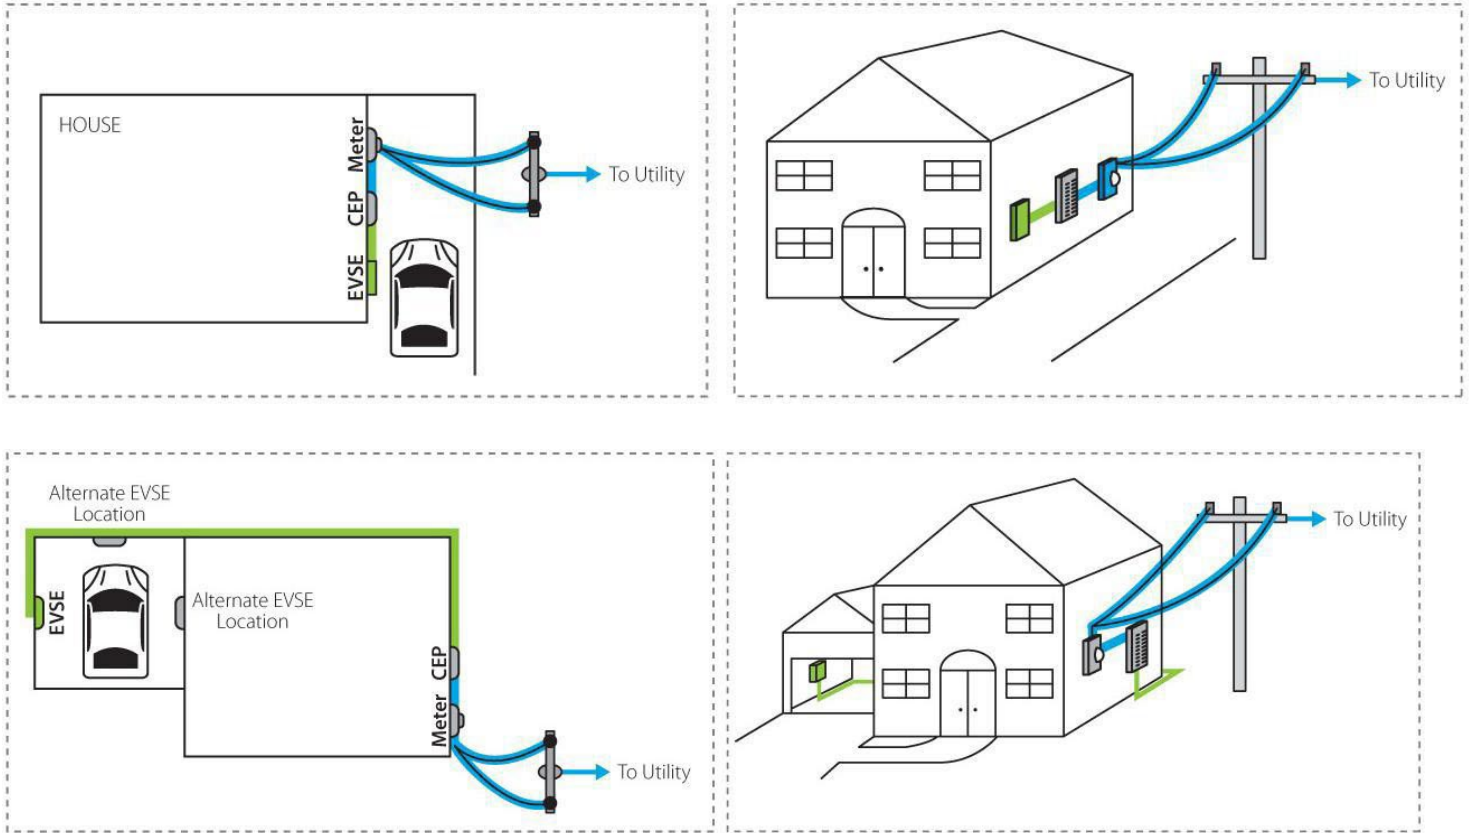 HOUSE
Meter
CEP
EVSE
To Utility
To Utility
Alternate EVSE
Location
EVSE
Alternate EVSE
Location
CEP
Meter
To Utility
To Utility